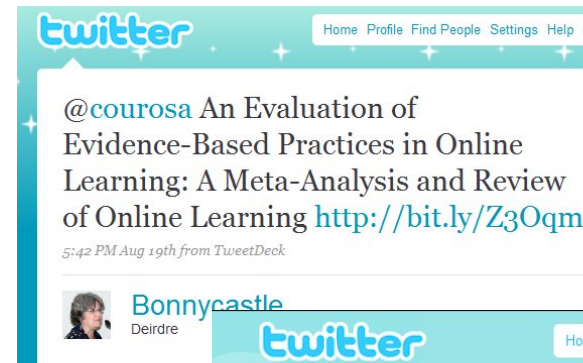 twitter
Home Profile Find People Settings Help
@courosa An Evaluation of
Evidence-Based Practices in Online
Learning: A Meta-Analysis and Review
of Online Learning http://bit.ly/Z3Oqm
5:42 PM Aug 19th from TweetDeck
Bonnycastle
Deirdre
twitter